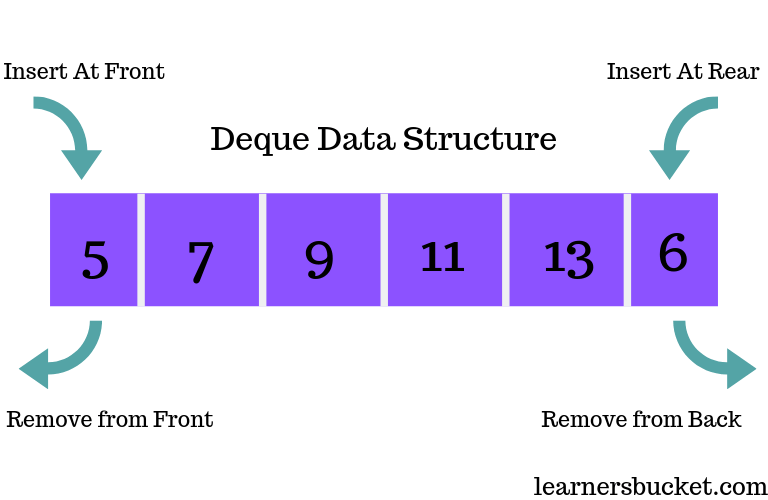 Insert At Front
Insert At Rear
Deque Data Structure
5 7 9 11 13 6
Remove from Front
Remove from Back
learnersbucket.com